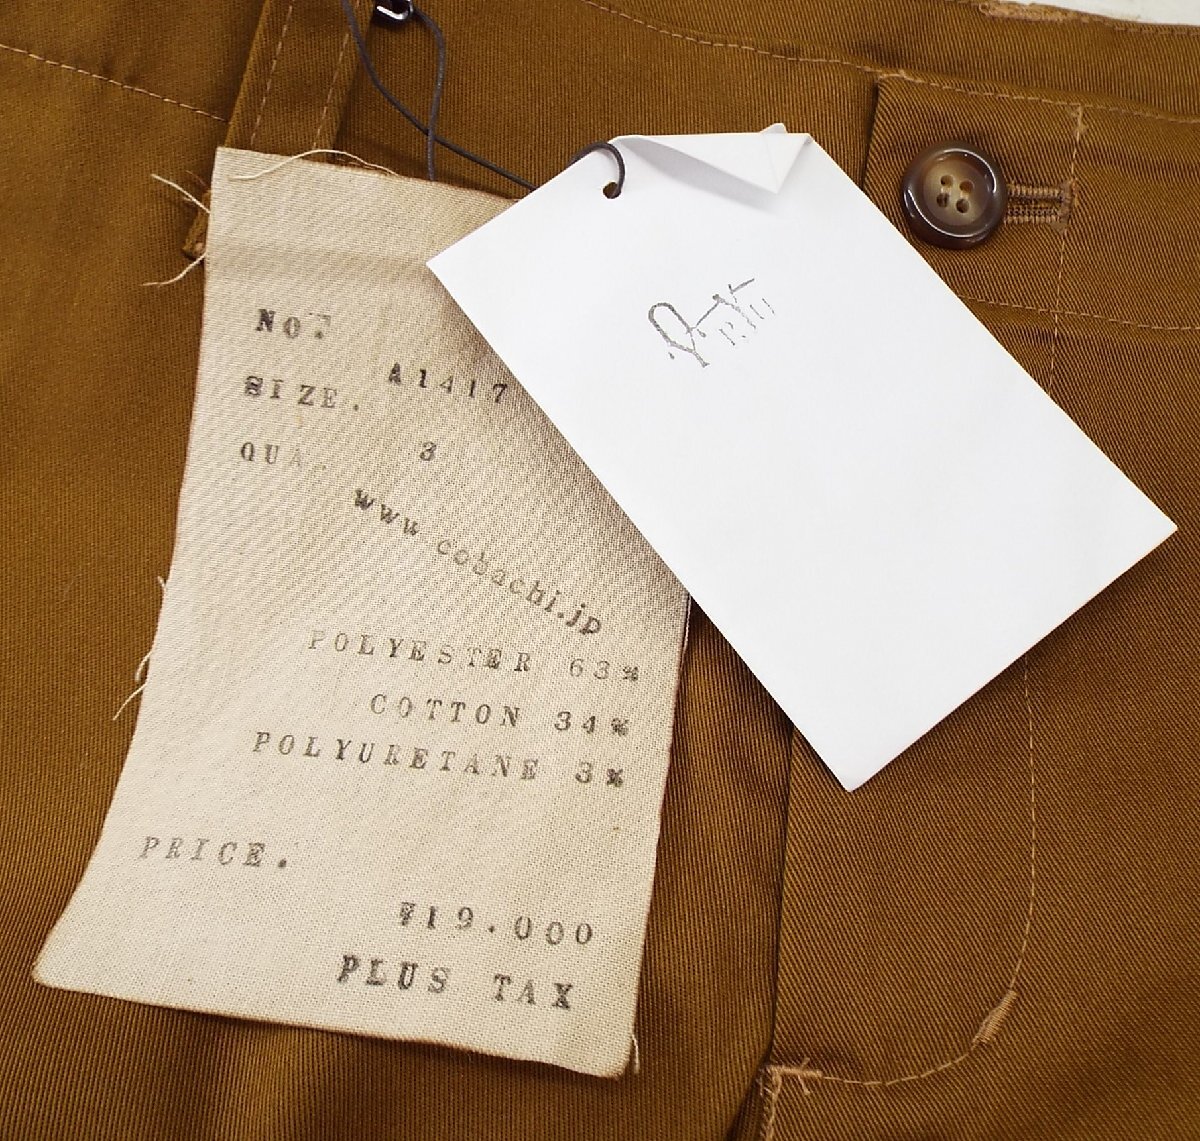 No.
A1417
SIZE.
3
QUA.
www cobachi.jp
POLYESTER 63%
COTTON 34%
POLYURETANE 3%
PRICE.
¥19.000
PLUS TAX